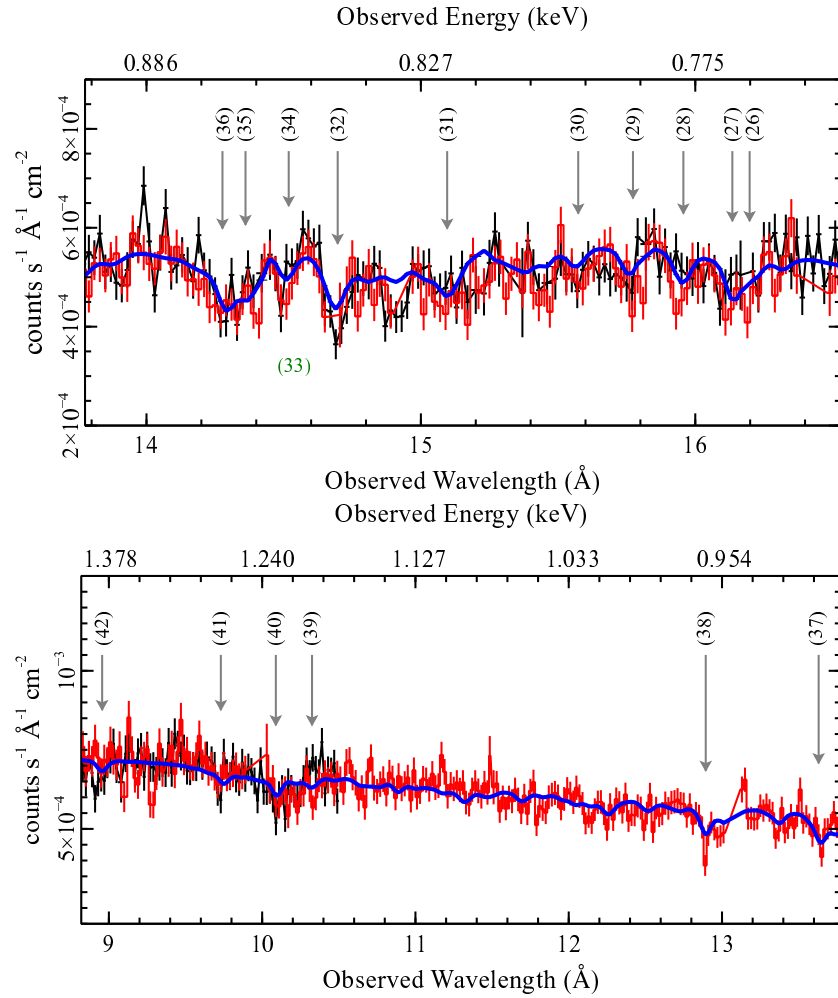 Observed Energy (keV)
0.886 0.827 0.775
(36) (35) (34) (32) (31) (30) (29) (28) (27) (26)
8×10⁻⁴
6×10⁻⁴
4×10⁻⁴
2×10⁻⁴
counts s⁻¹ Å⁻¹ cm⁻²
(33)
14 15 16
Observed Wavelength (Å)
Observed Energy (keV)
1.378 1.240 1.127 1.033 0.954
(42) (41) (40) (39) (38) (37)
10⁻³
5×10⁻⁴
counts s⁻¹ Å⁻¹ cm⁻²
9 10 11 12 13
Observed Wavelength (Å)